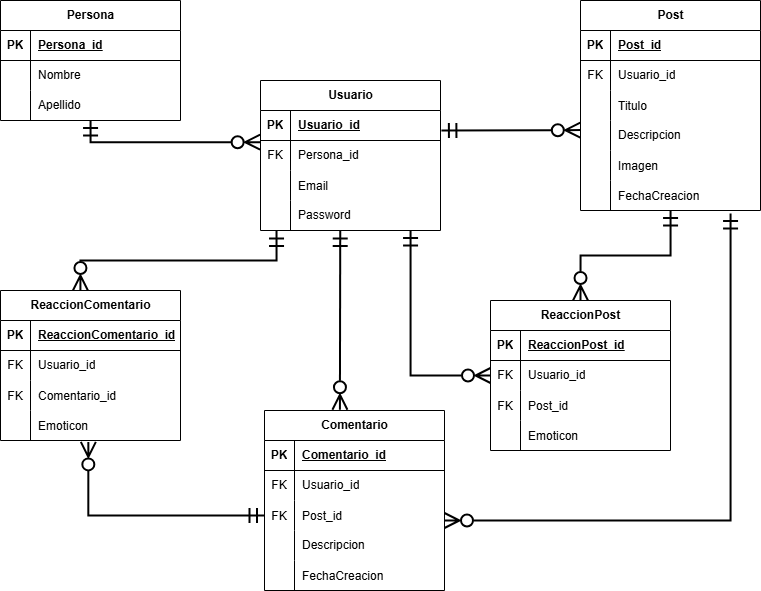 Persona
PK Persona_id
Nombre
Apellido
Usuario
PK Usuario_id
FK Persona_id
Email
Password
Post
PK Post_id
FK Usuario_id
Titulo
Descripcion
Imagen
FechaCreacion
ReaccionComentario
PK ReaccionComentario_id
FK Usuario_id
FK Comentario_id
Emoticon
ReaccionPost
PK ReaccionPost_id
FK Usuario_id
FK Post_id
Emoticon
Comentario
PK Comentario_id
FK Usuario_id
FK Post_id
Descripcion
FechaCreacion